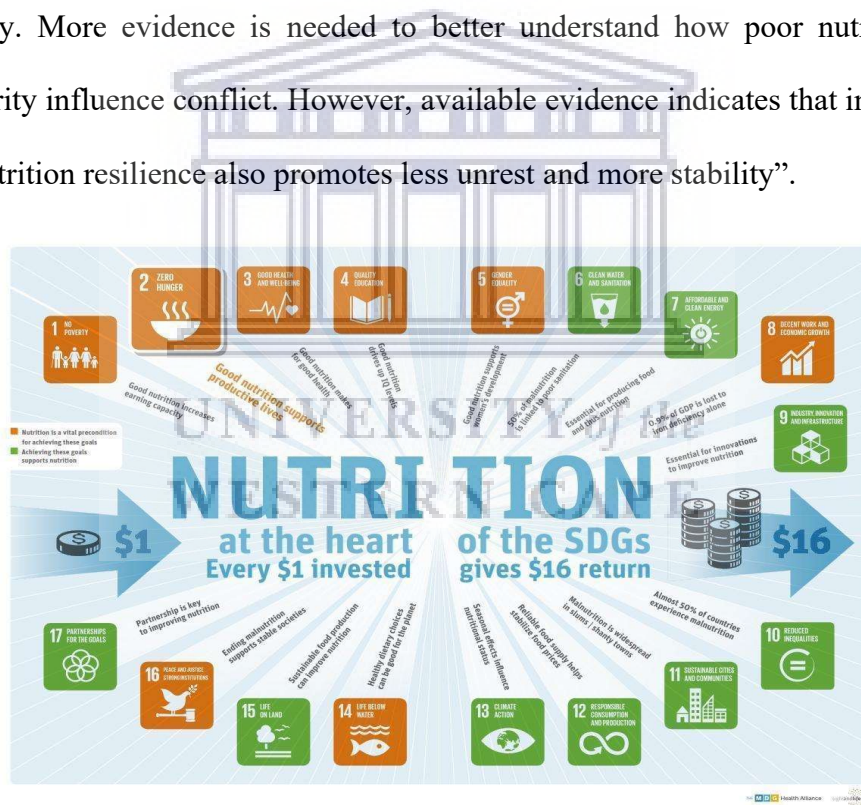 y. More evidence is needed to better understand how poor nut
rity influence conflict. However, available evidence indicates that i
trition resilience also promotes less unrest and more stability”.
1 NO
POVERTY
2 ZERO
HUNGER
3 GOOD HEALTH
AND WELL-BEING
4 QUALITY
EDUCATION
5 GENDER
EQUALITY
6 CLEAN WATER
AND SANITATION
7 AFFORDABLE AND
CLEAN ENERGY
8 DECENT WORK AND
ECONOMIC GROWTH
9 INDUSTRY, INNOVATION
AND INFRASTRUCTURE
Good nutrition increases
earning capacity
Good nutrition supports
productive lives
Good nutrition makes
for good health
Good nutrition
drives up IQ levels
Good nutrition supports
women's development
50% of malnutrition
is linked to poor sanitation
Essential for producing food
and thus nutrition
0.9% of GDP is lost to
iron deficiency alone
Essential for innovations
to improve nutrition
Nutrition is a vital precondition
for achieving these goals
Achieving these goals
supports nutrition
UNIVERSITY of the
WESTERN CAPE
NUTRITION
at the heart of the SDGs
Every $1 invested gives $16 return
$1
$16
Partnership is key
to improving nutrition
Ending malnutrition
supports stable societies
Sustainable food production
can improve nutrition
Healthy dietary choices
can be good for the planet
Seasonal effects influence
nutritional status
Reliable food supply helps
stabilize food prices
Malnutrition is widespread
in slums / shanty towns
Almost 50% of countries
experience malnutrition
17 PARTNERSHIPS
FOR THE GOALS
16 PEACE AND JUSTICE
STRONG INSTITUTIONS
15 LIFE
ON LAND
14 LIFE BELOW
WATER
13 CLIMATE
ACTION
12 RESPONSIBLE
CONSUMPTION
AND PRODUCTION
11 SUSTAINABLE CITIES
AND COMMUNITIES
10 REDUCED
INEQUALITIES
MDG Health Alliance